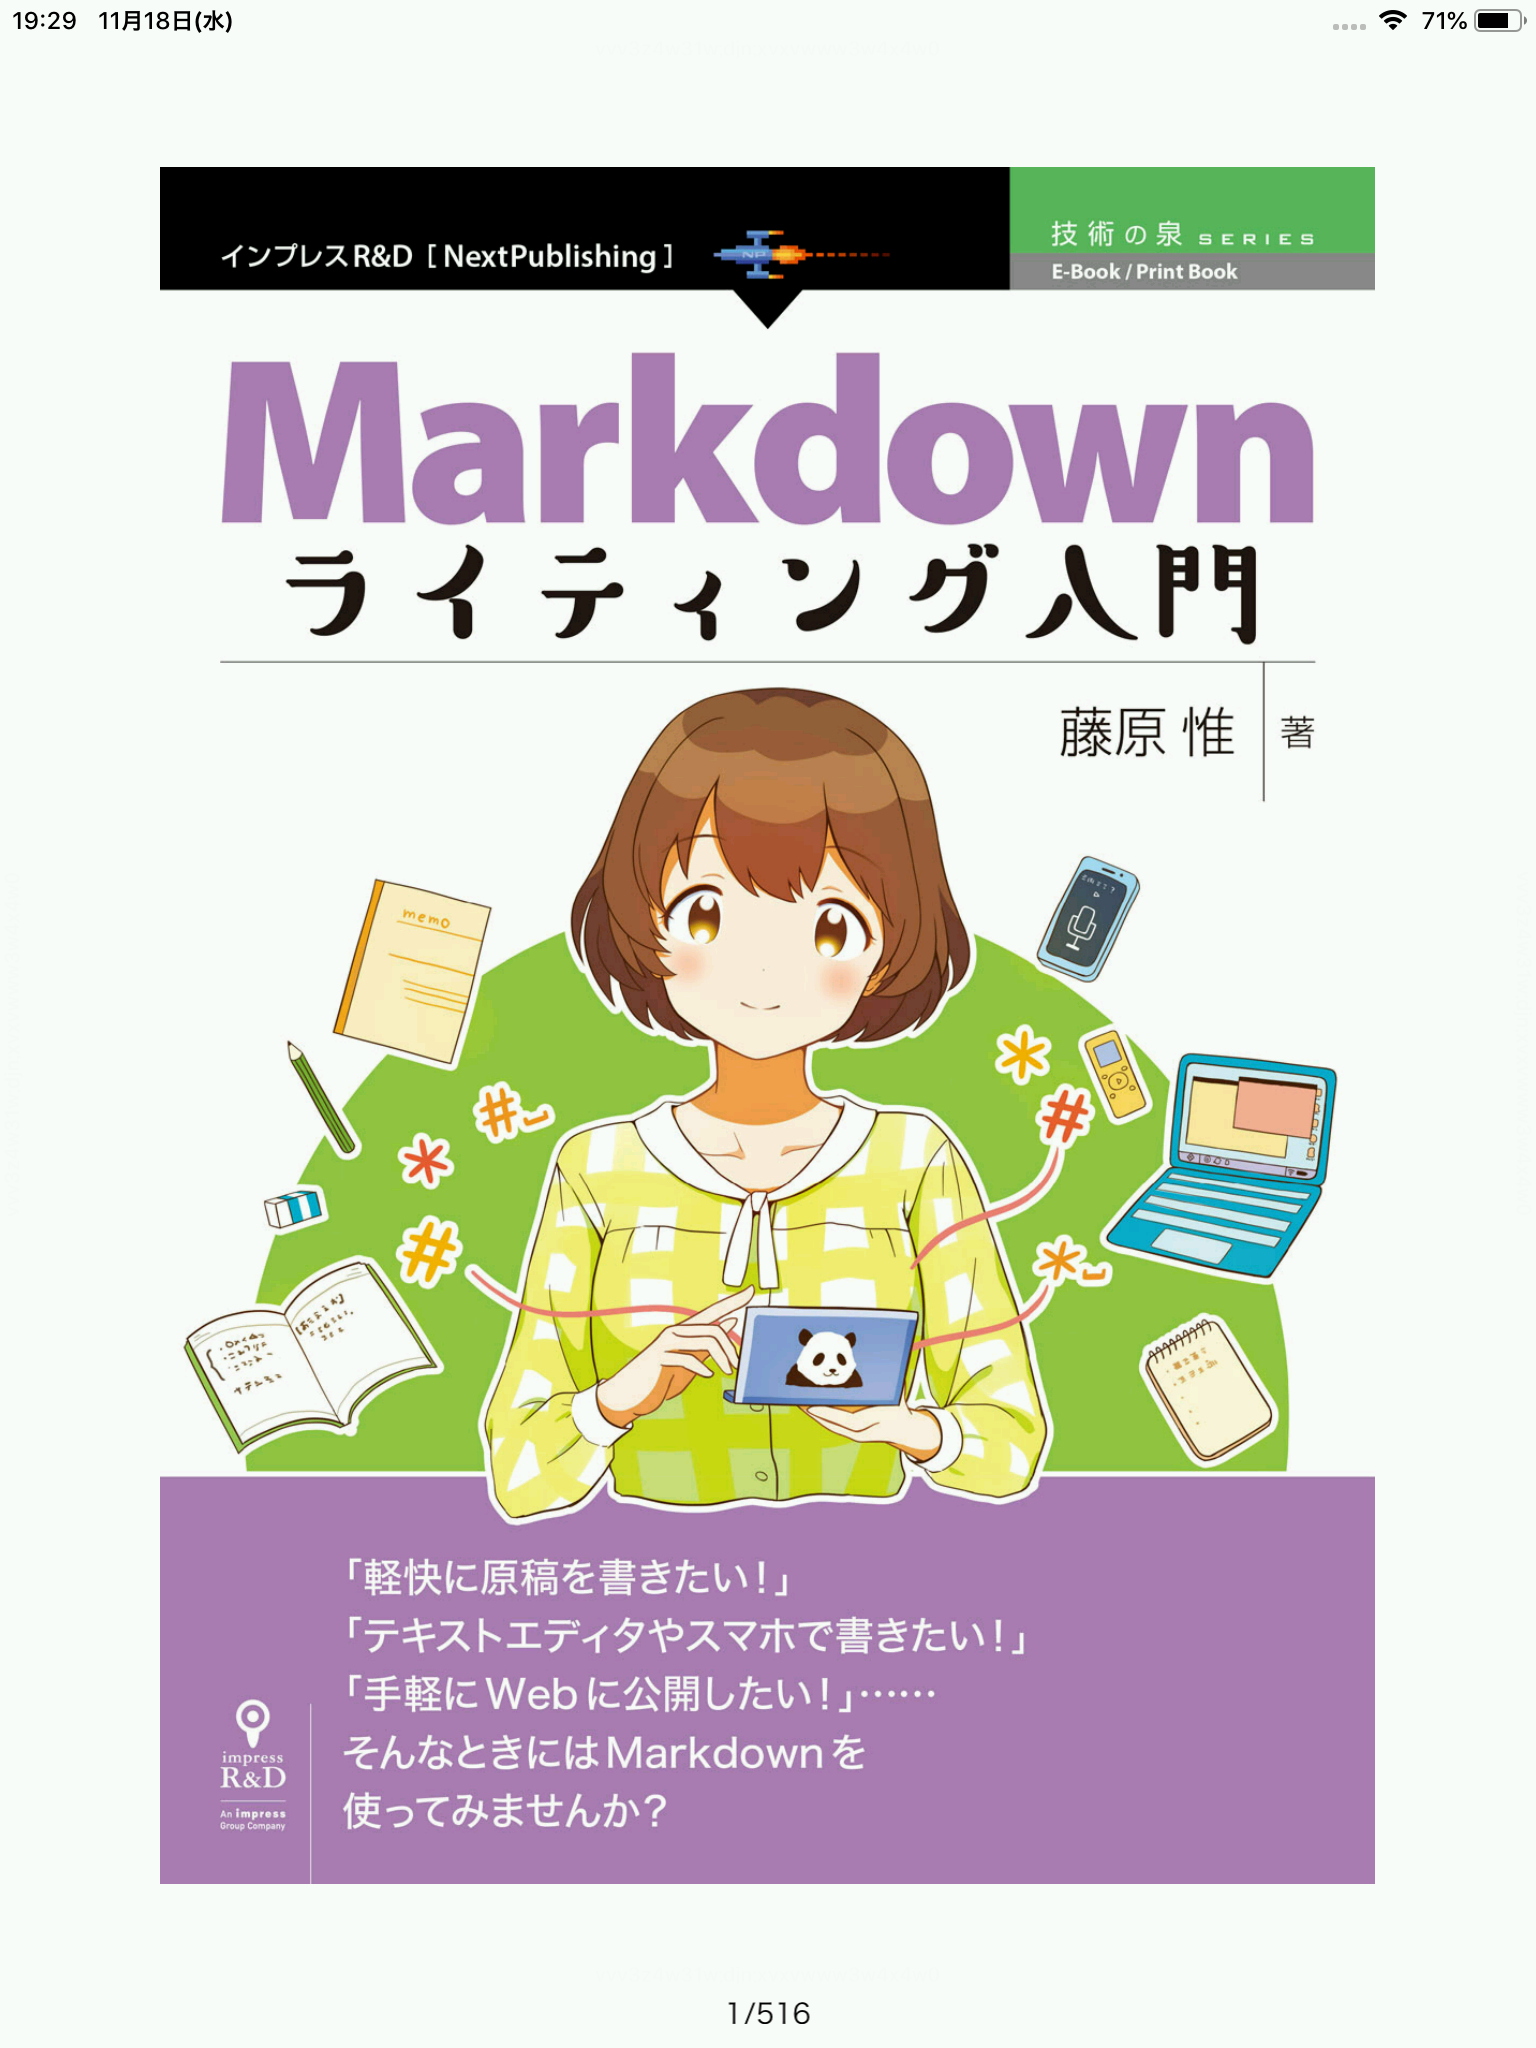 19:29 11月18日(水)
71%
インプレスR&D [ NextPublishing ]
NP
技術の泉 SERIES
E-Book / Print Book
Markdown
ライティング入門
藤原 惟 著
memo
#
*
*
#
#
*
「軽快に原稿を書きたい!」
「テキストエディタやスマホで書きたい!」
「手軽にWebに公開したい!」……
そんなときにはMarkdownを
使ってみませんか?
impress
R&D
An impress
Group Company
1/516